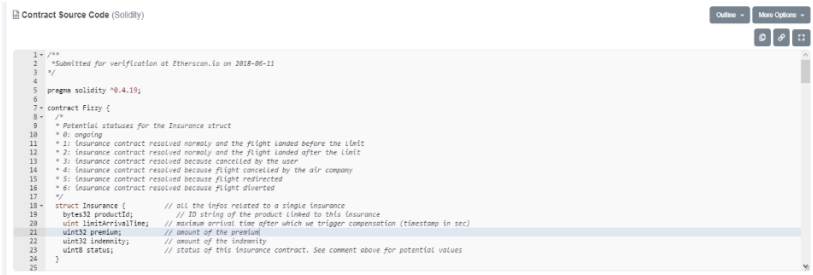 Contract Source Code (Solidity)
Outline
More Options
1 /**
2 *Submitted for verification at Etherscan.io on 2018-06-11
3 */
4
5 pragma solidity ^0.4.19;
6
7 contract Fizzy {
8 /*
9 * Potential statuses for the Insurance struct
10 * 0: ongoing
11 * 1: insurance contract resolved normaly and the flight landed before the limit
12 * 2: insurance contract resolved normaly and the flight landed after the limit
13 * 3: insurance contract resolved because cancelled by the user
14 * 4: insurance contract resolved because flight cancelled by the air company
15 * 5: insurance contract resolved because flight redirected
16 * 6: insurance contract resolved because flight diverted
17 */
18 struct Insurance { // all the infos related to a single insurance
19 bytes32 productId; // ID string of the product linked to this insurance
20 uint limitArrivalTime; // maximum arrival time after which we trigger compensation (timestamp in sec)
21 uint32 premium; // amount of the premium
22 uint32 indemnity; // amount of the indemnity
23 uint8 status; // status of this insurance contract. See comment above for potential values
24 }
25